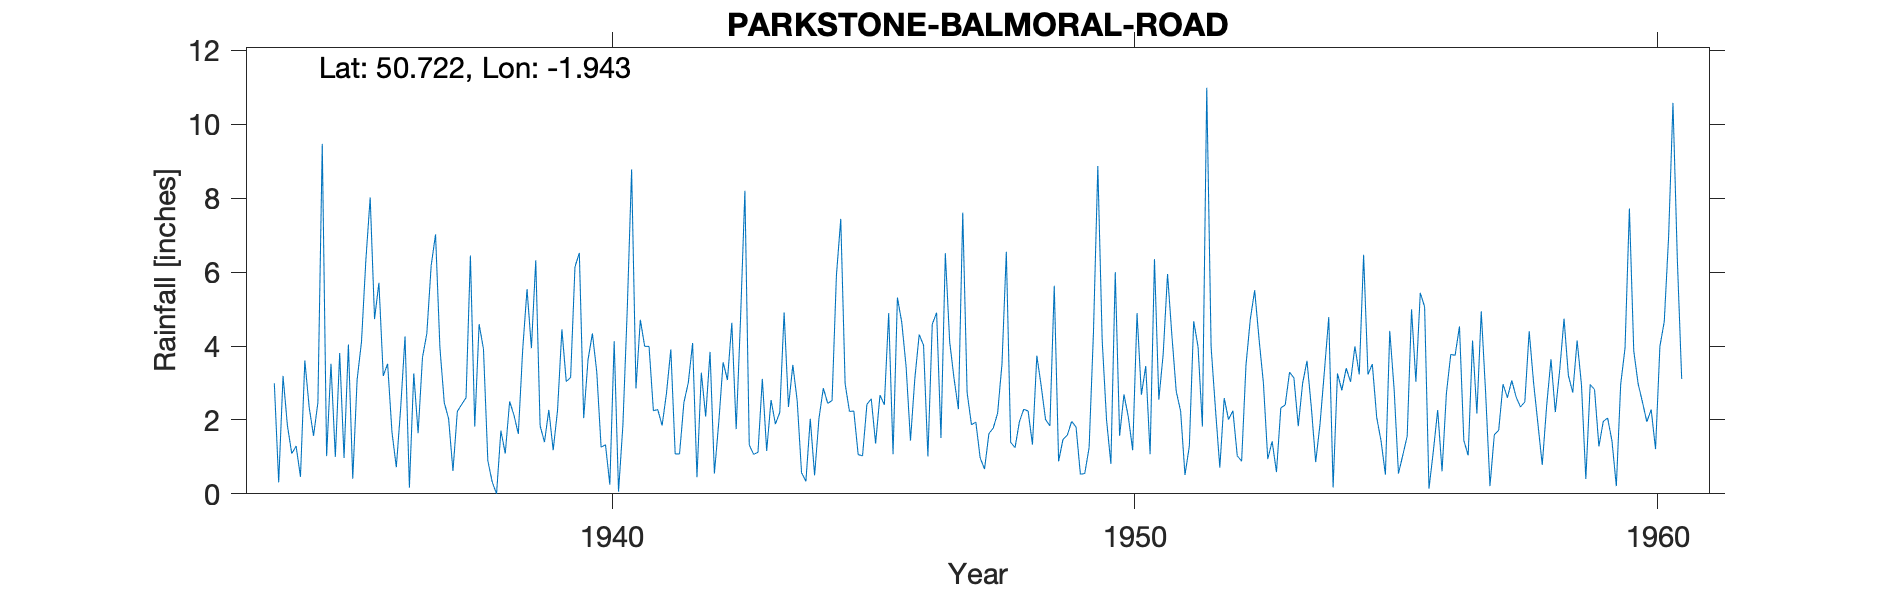 PARKSTONE-BALMORAL-ROAD
Lat: 50.722, Lon: -1.943
12
10
8
6
4
2
0
Rainfall [inches]
1940 1950 1960
Year